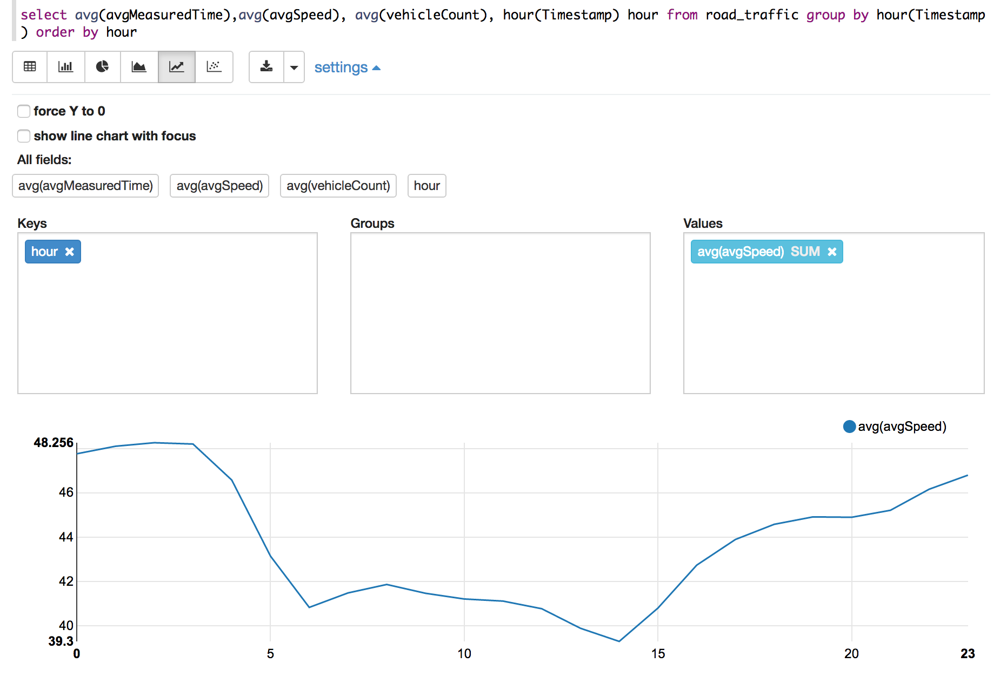 select avg(avgMeasuredTime),avg(avgSpeed), avg(vehicleCount), hour(Timestamp) hour from road_traffic group by hour(Timestamp
) order by hour
settings
force Y to 0
show line chart with focus
All fields:
avg(avgMeasuredTime) avg(avgSpeed) avg(vehicleCount) hour
Keys Groups Values
hour avg(avgSpeed) SUM
avg(avgSpeed)
48.256
46
44
42
40
39.3
0 5 10 15 20 23